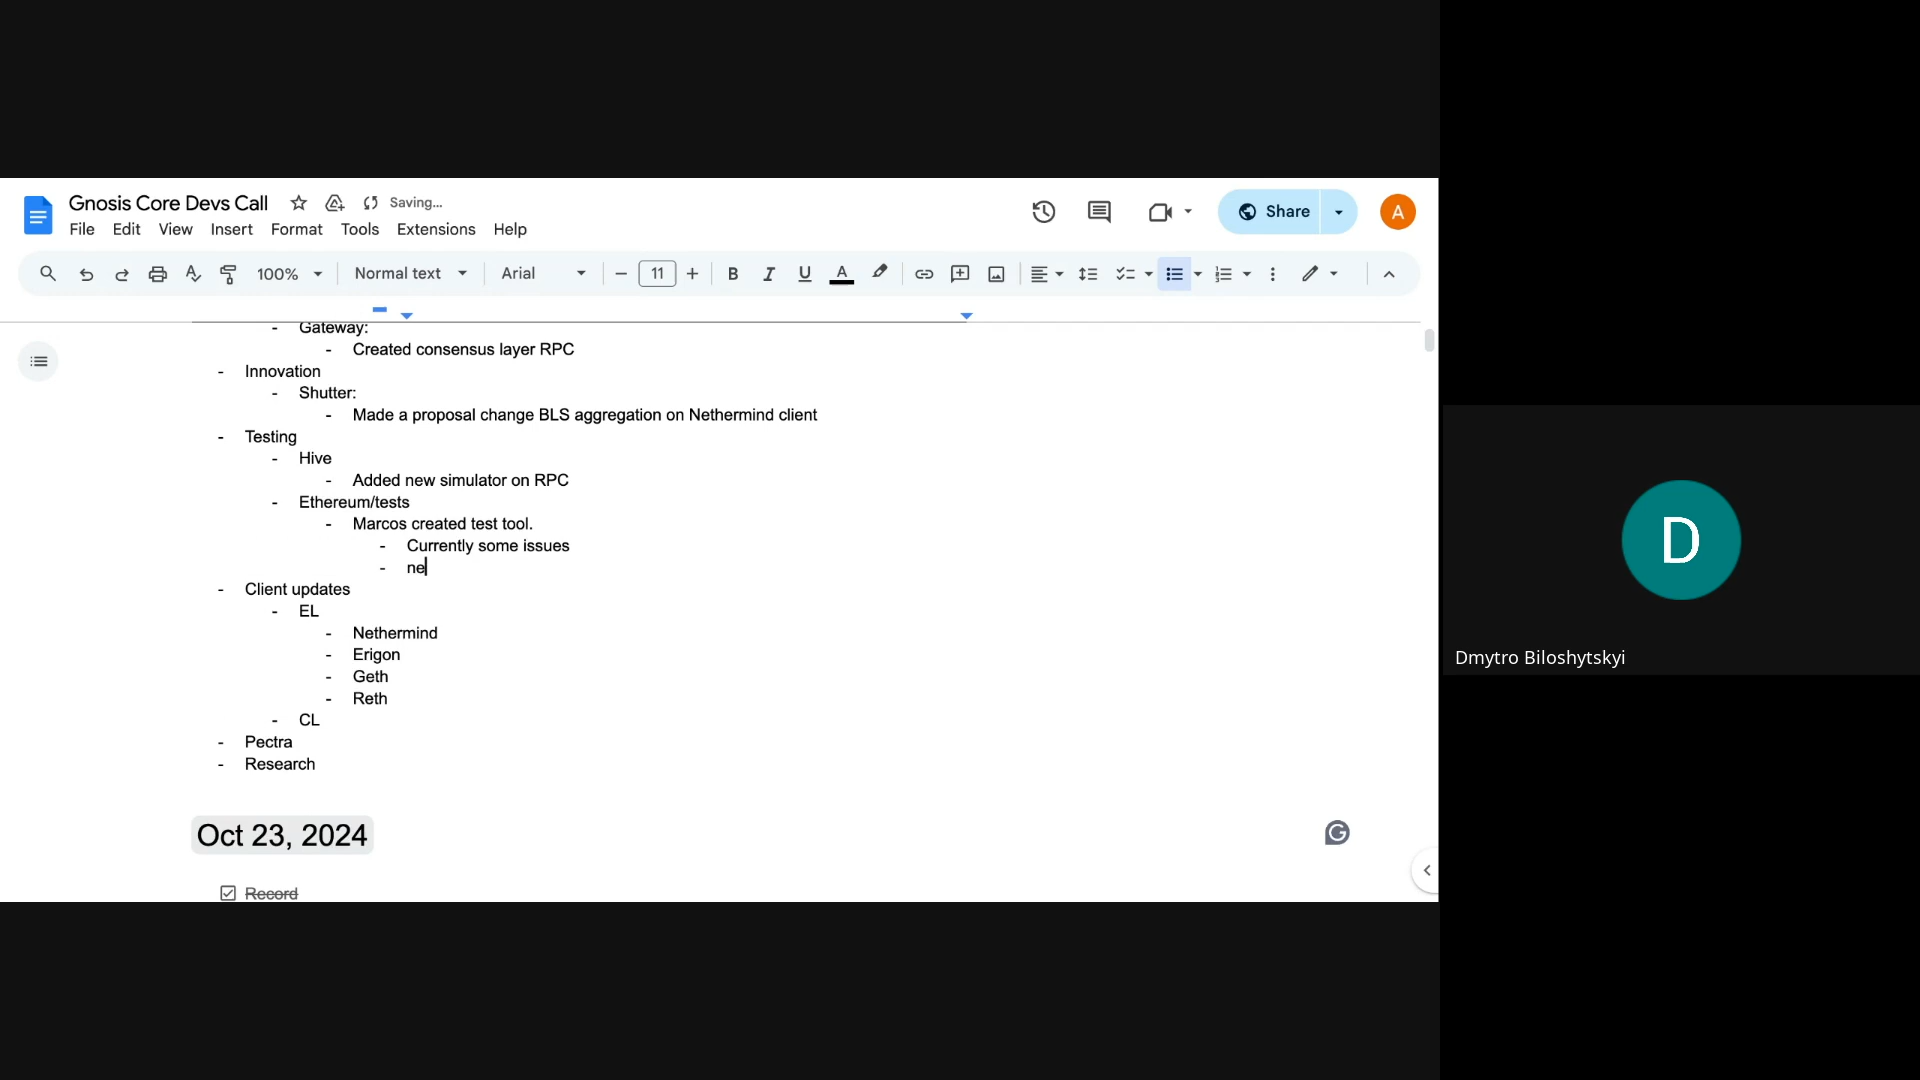 Gnosis Core Devs Call Saving...
File Edit View Insert Format Tools Extensions Help
Share
A
100% Normal text Arial 11 B I U A
- Gateway:
- Created consensus layer RPC
- Innovation
- Shutter:
- Made a proposal change BLS aggregation on Nethermind client
- Testing
- Hive
- Added new simulator on RPC
- Ethereum/tests
- Marcos created test tool.
- Currently some issues
- ne
- Client updates
- EL
- Nethermind
- Erigon
- Geth
- Reth
- CL
- Pectra
- Research
Oct 23, 2024
Record
D
Dmytro Biloshytskyi